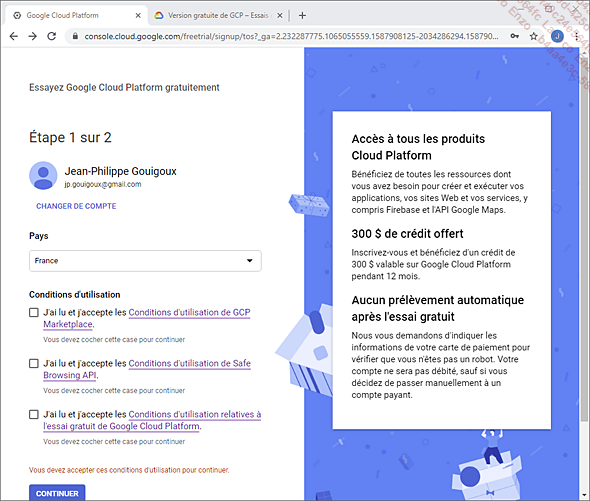 Google Cloud Platform
Version gratuite de GCP – Essais
console.cloud.google.com/freetrial/signup/tos?_ga=2.232287775.1065055559.1587908125-2034286294.158790...
J
Essayez Google Cloud Platform gratuitement
Étape 1 sur 2
Jean-Philippe Gouigoux
jp.gouigoux@gmail.com
CHANGER DE COMPTE
Pays
France
Conditions d'utilisation
J'ai lu et j'accepte les Conditions d'utilisation de GCP
Marketplace.
Vous devez cocher cette case pour continuer
J'ai lu et j'accepte les Conditions d'utilisation de Safe
Browsing API.
Vous devez cocher cette case pour continuer
J'ai lu et j'accepte les Conditions d'utilisation relatives à
l'essai gratuit de Google Cloud Platform.
Vous devez cocher cette case pour continuer
Vous devez accepter ces conditions d'utilisation pour continuer.
CONTINUER
Accès à tous les produits
Cloud Platform
Bénéficiez de toutes les ressources dont
vous avez besoin pour créer et exécuter vos
applications, vos sites Web et vos services, y
compris Firebase et l'API Google Maps.
300 $ de crédit offert
Inscrivez-vous et bénéficiez d'un crédit de
300 $ valable sur Google Cloud Platform
pendant 12 mois.
Aucun prélèvement automatique
après l'essai gratuit
Nous vous demandons d'indiquer les
informations de votre carte de paiement pour
vérifier que vous n'êtes pas un robot. Votre
compte ne sera pas débité, sauf si vous
décidez de passer manuellement à un
compte payant.